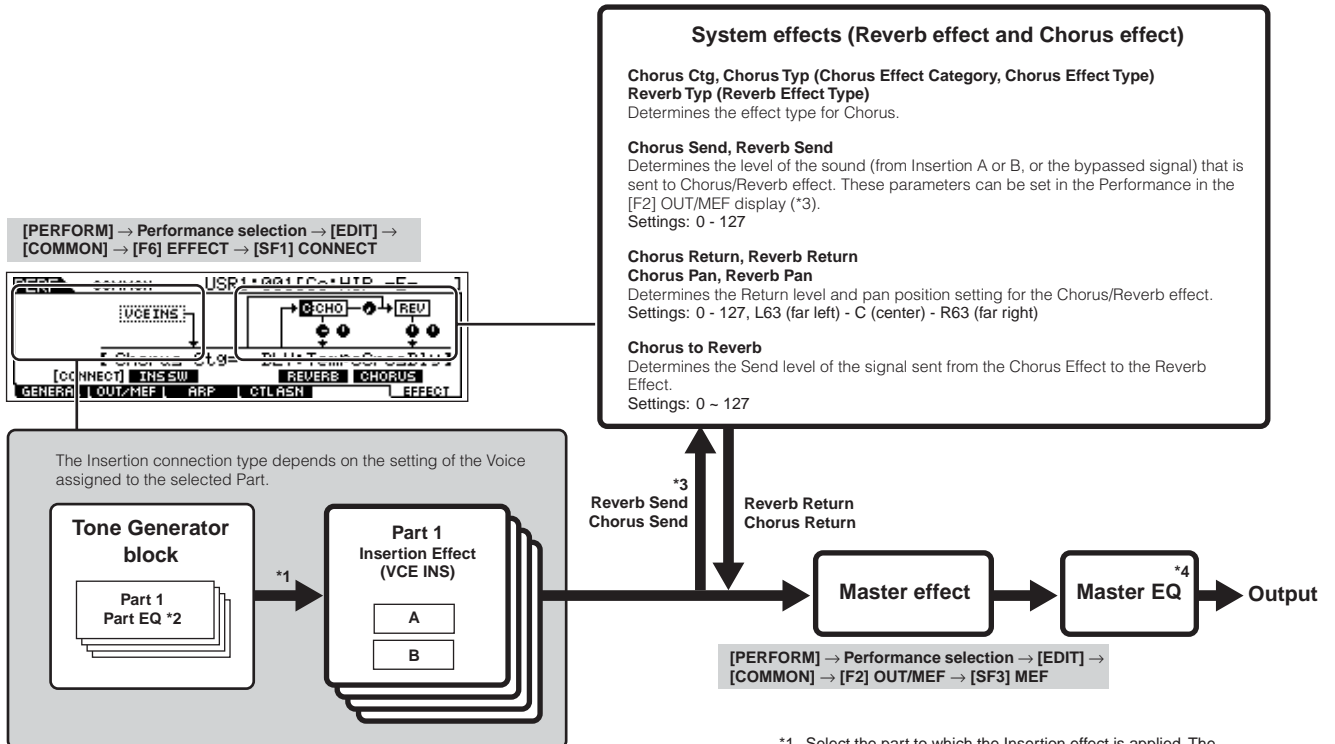 System effects (Reverb effect and Chorus effect)
Chorus Ctg, Chorus Typ (Chorus Effect Category, Chorus Effect Type)
Reverb Typ (Reverb Effect Type)
Determines the effect type for Chorus.
Chorus Send, Reverb Send
Determines the level of the sound (from Insertion A or B, or the bypassed signal) that is
sent to Chorus/Reverb effect. These parameters can be set in the Performance in the
[F2] OUT/MEF display (*3).
Settings: 0 - 127
Chorus Return, Reverb Return
Chorus Pan, Reverb Pan
Determines the Return level and pan position setting for the Chorus/Reverb effect.
Settings: 0 - 127, L63 (far left) - C (center) - R63 (far right)
Chorus to Reverb
Determines the Send level of the signal sent from the Chorus Effect to the Reverb
Effect.
Settings: 0 ~ 127
[PERFORM] → Performance selection → [EDIT] →
[COMMON] → [F6] EFFECT → [SF1] CONNECT
PERF COMMON USR1:001[Co:HIP -E- ]
VCEINS CHO REV
[CONNECT] INS SW REVERB CHORUS
GENERAL OUT/MEF ARP CTLASN EFFECT
The Insertion connection type depends on the setting of the Voice
assigned to the selected Part.
Tone Generator
block
Part 1
Part EQ *2
*1
Part 1
Insertion Effect
(VCE INS)
A
B
*3
Reverb Send
Chorus Send
Reverb Return
Chorus Return
Master effect
Master EQ
*4
Output
[PERFORM] → Performance selection → [EDIT] →
[COMMON] → [F2] OUT/MEF → [SF3] MEF
*1 Select the part to which the Insertion effect is applied. The